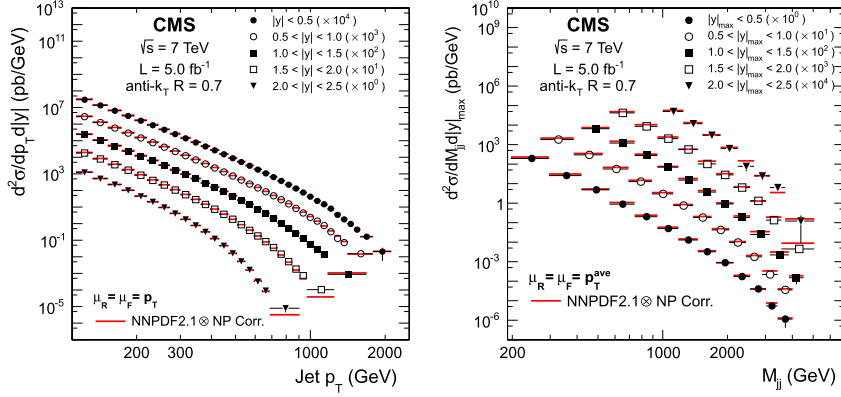 CMS
√s = 7 TeV
L = 5.0 fb⁻¹
anti-k_T R = 0.7
|y| < 0.5 (×10⁴)
0.5 < |y| < 1.0 (×10³)
1.0 < |y| < 1.5 (×10²)
1.5 < |y| < 2.0 (×10¹)
2.0 < |y| < 2.5 (×10⁰)
d²σ/dp_T d|y| (pb/GeV)
10¹³
10¹⁰
10⁷
10³
10⁻¹
10⁻⁵
μ_R = μ_F = p_T
NNPDF2.1 ⊗ NP Corr.
200 300 1000 2000
Jet p_T (GeV)
CMS
√s = 7 TeV
L = 5.0 fb⁻¹
anti-k_T R = 0.7
|y|_max < 0.5 (×10⁰)
0.5 < |y|_max < 1.0 (×10¹)
1.0 < |y|_max < 1.5 (×10²)
1.5 < |y|_max < 2.0 (×10³)
2.0 < |y|_max < 2.5 (×10⁴)
d²σ/dM_jj d|y|_max (pb/GeV)
10¹⁰
10⁹
10⁷
10⁵
10³
1
10⁻³
10⁻⁶
μ_R = μ_F = p_T^ave
NNPDF2.1 ⊗ NP Corr.
200 1000 2000
M_jj (GeV)